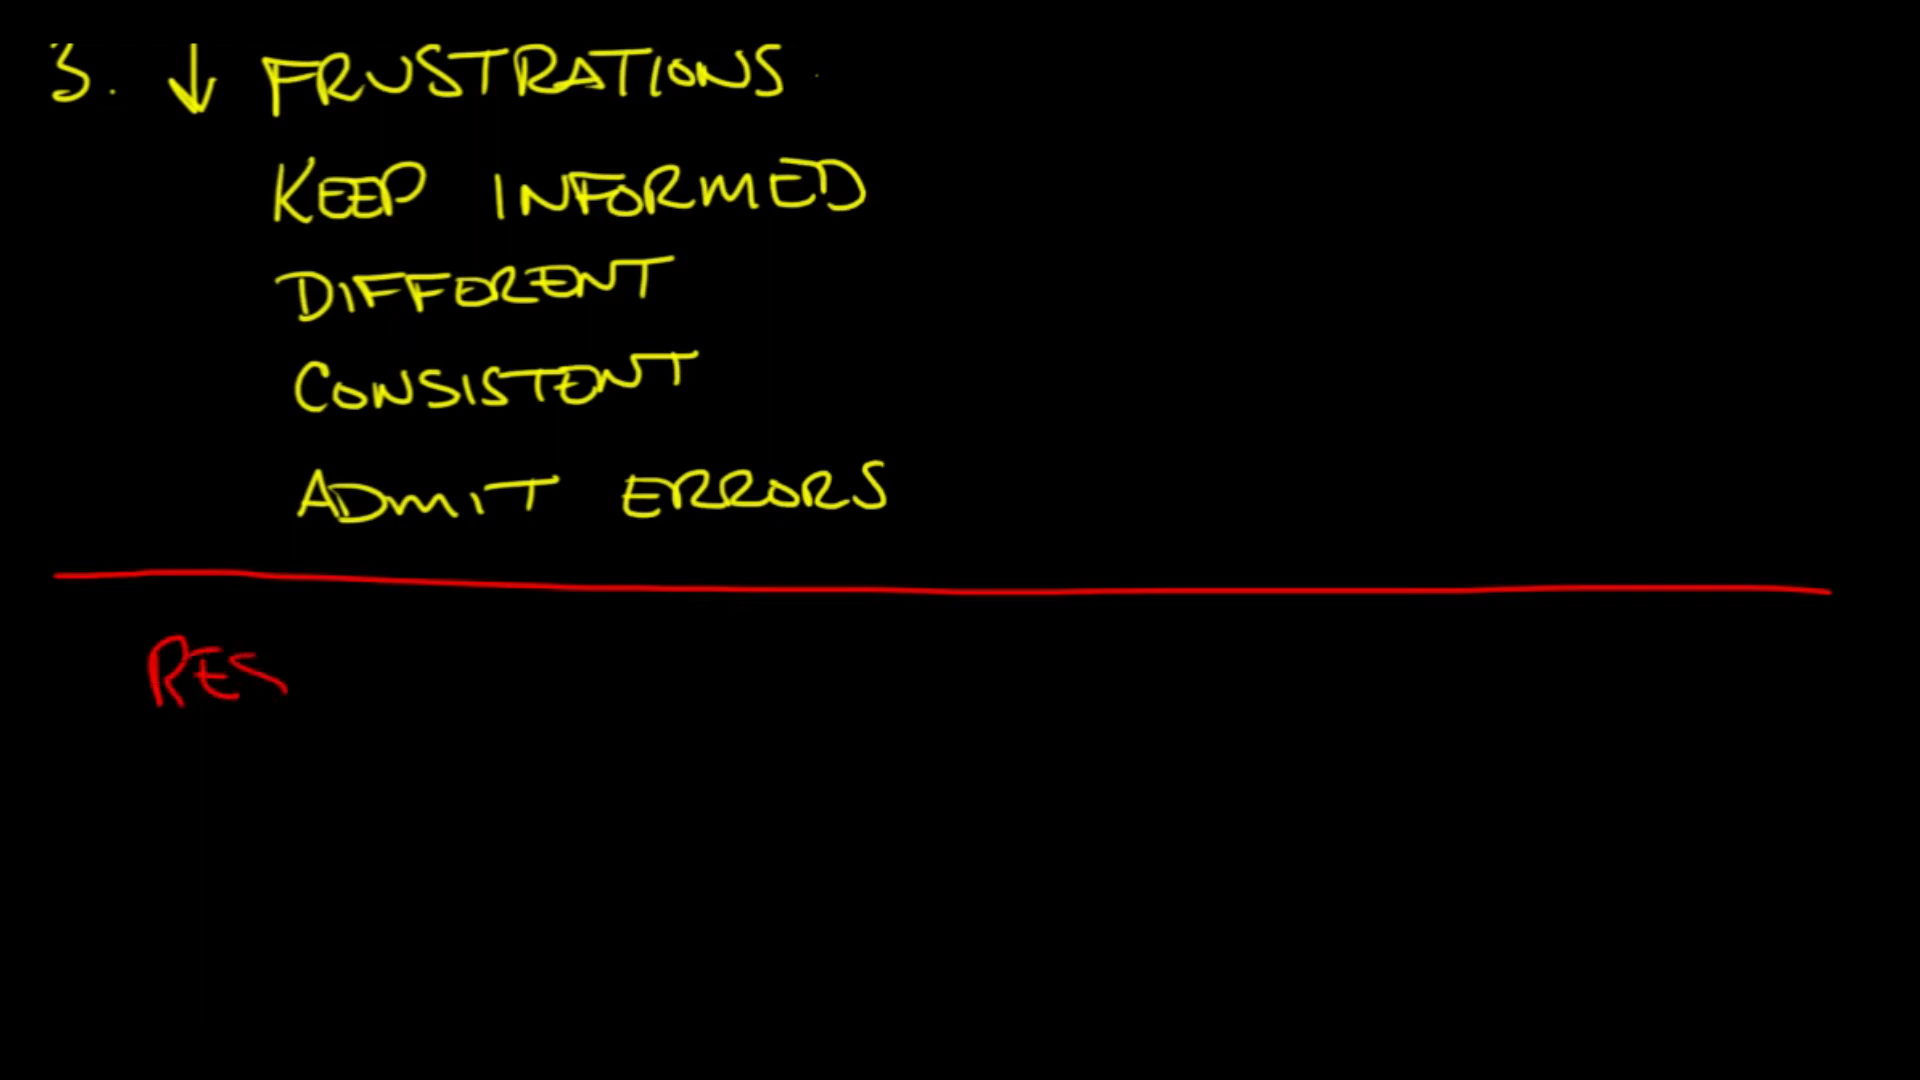 3. ↓ FRUSTRATIONS
KEEP INFORMED
DIFFERENT
CONSISTENT
ADMIT ERRORS
RES